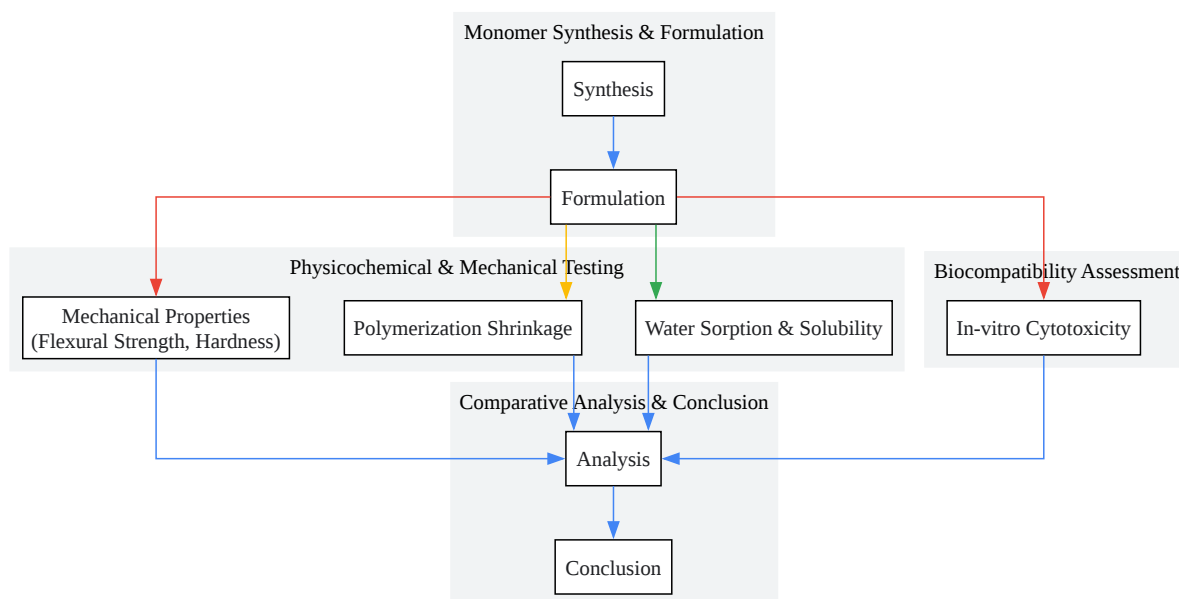 Monomer Synthesis & Formulation
Synthesis
Formulation
Physicochemical & Mechanical Testing
Biocompatibility Assessment
Mechanical Properties
(Flexural Strength, Hardness)
Polymerization Shrinkage
Water Sorption & Solubility
In-vitro Cytotoxicity
Comparative Analysis & Conclusion
Analysis
Conclusion